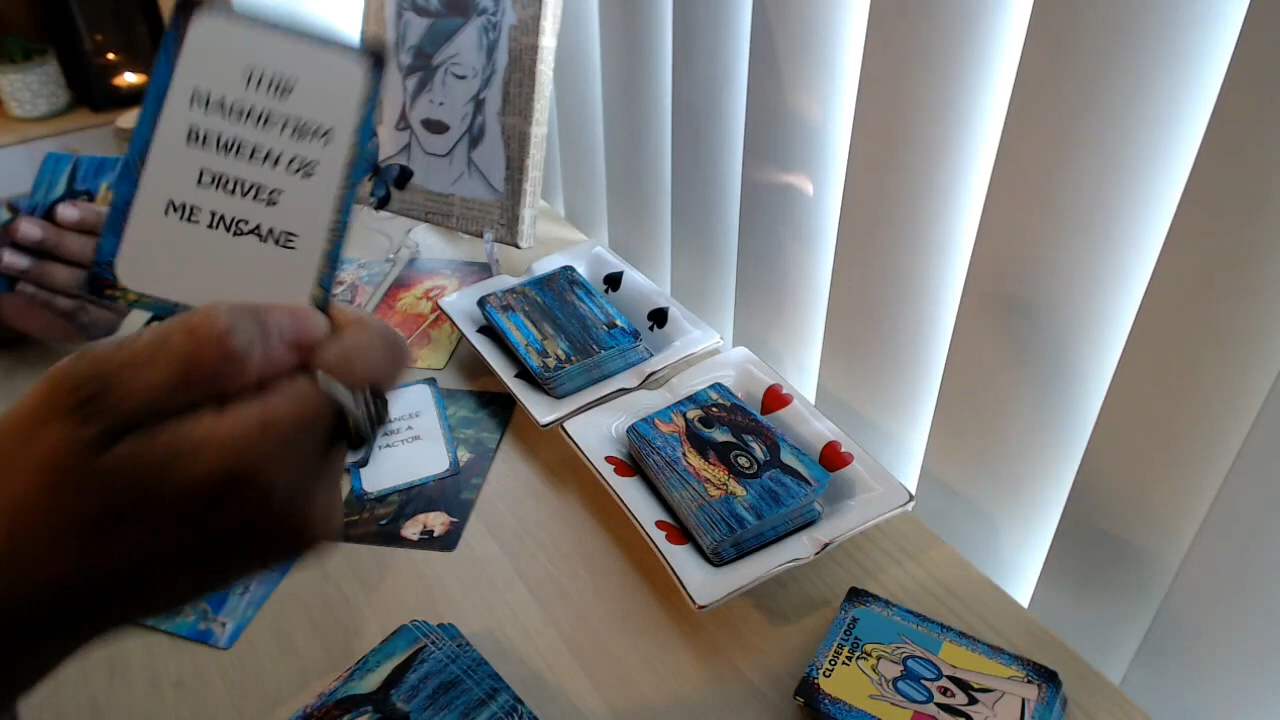 THE
MAGNETISM
BEWEEN US
DRIVES
ME INSANE
ARE A
FACTOR
CLOSER LOOK
TAROT